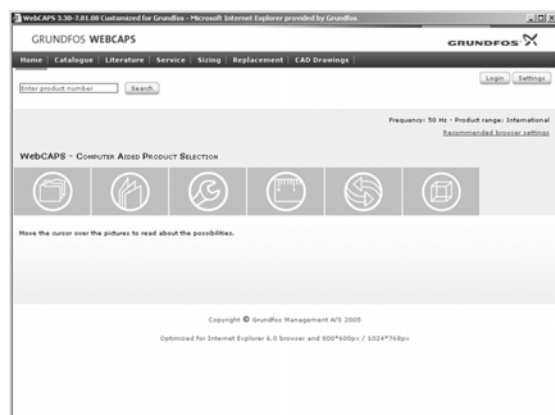 WebCAPS 3.30-7.01.08 Customized for Grundfos - Microsoft Internet Explorer provided by Grundfos
GRUNDFOS WEBCAPS
GRUNDFOS
Home | Catalogue | Literature | Service | Sizing | Replacement | CAD Drawings |
Login Settings
Enter product number Search
Frequency: 50 Hz - Product range: International
Recommended browser settings
WebCAPS - Computer Aided Product Selection
Move the cursor over the pictures to read about the possibilities.
Copyright © Grundfos Management A/S 2005
Optimized for Internet Explorer 6.0 browser and 800*600px / 1024*768px